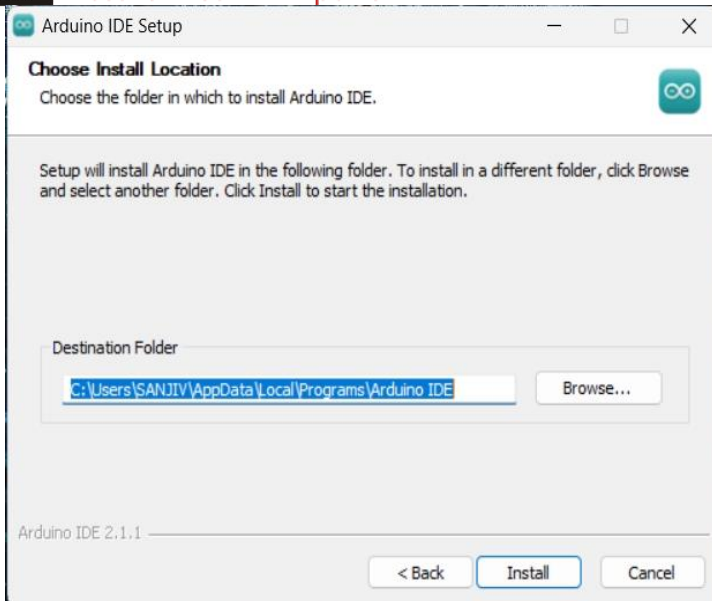 Arduino IDE Setup
Choose Install Location
Choose the folder in which to install Arduino IDE.
Setup will install Arduino IDE in the following folder. To install in a different folder, click Browse
and select another folder. Click Install to start the installation.
Destination Folder
C:\Users\SANJIV\AppData\Local\Programs\Arduino IDE
Browse...
Arduino IDE 2.1.1
< Back
Install
Cancel